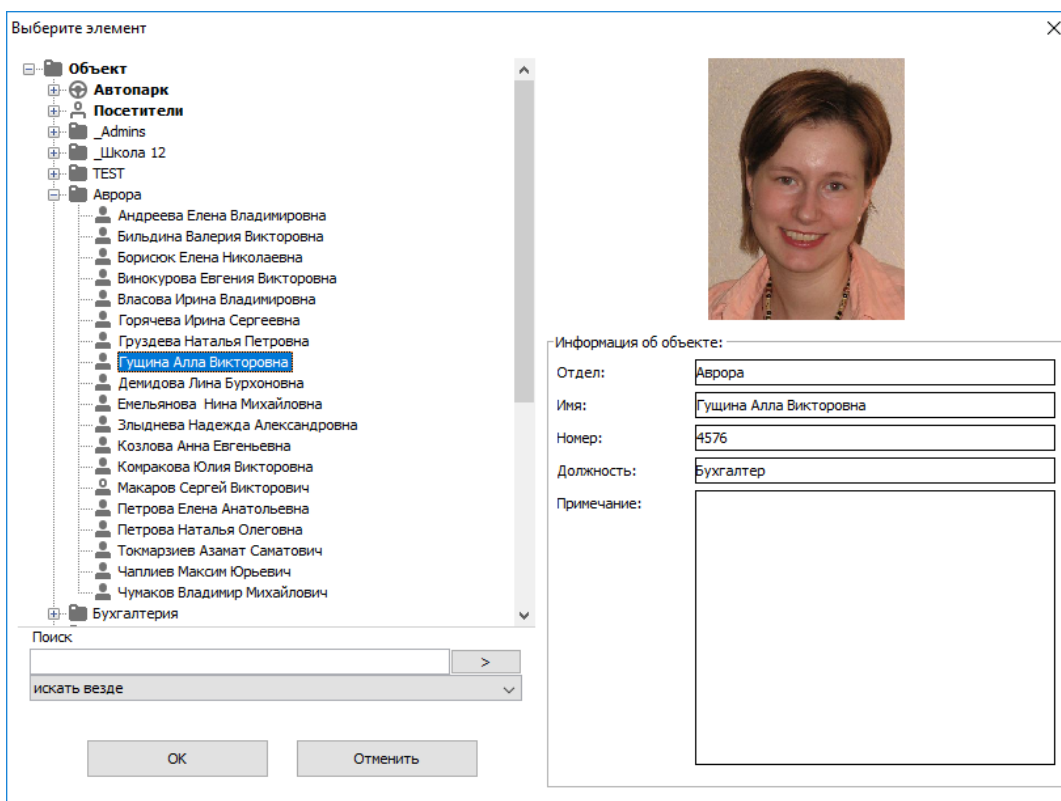 Выберите элемент
Объект
Автопарк
Посетители
_Admins
_Школа 12
TEST
Аврора
Андреева Елена Владимировна
Бильдина Валерия Викторовна
Борисюк Елена Николаевна
Винокурова Евгения Викторовна
Власова Ирина Владимировна
Горячева Ирина Сергеевна
Груздева Наталья Петровна
Гущина Алла Викторовна
Демидова Лина Бурхоновна
Емельянова  Нина Михайловна
Злыднева Надежда Александровна
Козлова Анна Евгеньевна
Комракова Юлия Викторовна
Макаров Сергей Викторович
Петрова Елена Анатольевна
Петрова Наталья Олеговна
Токмарзиев Азамат Саматович
Чаплиев Максим Юрьевич
Чумаков Владимир Михайлович
Бухгалтерия
Поиск
>
искать везде
ОК
Отменить
Информация об объекте:
Отдел: Аврора
Имя: Гущина Алла Викторовна
Номер: 4576
Должность: Бухгалтер
Примечание: